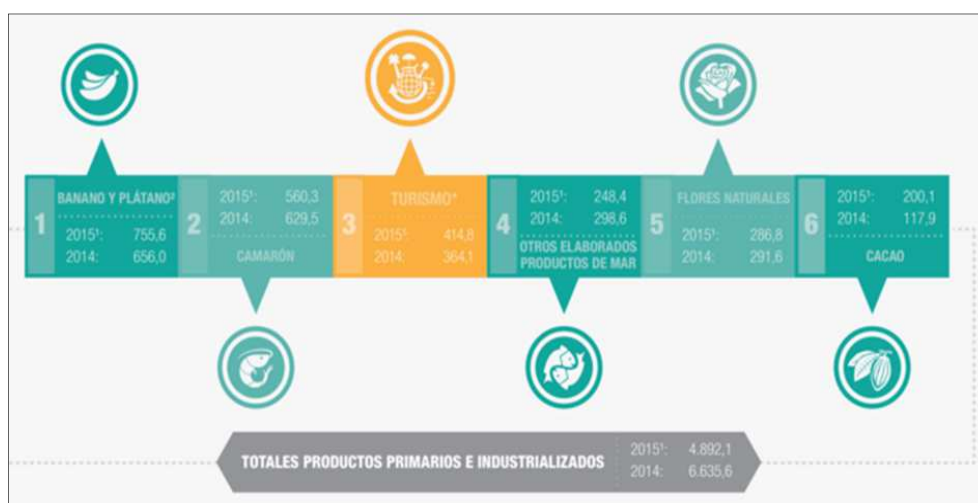 1
BANANO Y PLÁTANO²
2015¹: 755,6
2014: 656,0
2
2015¹: 560,3
2014: 629,5
CAMARÓN
3
TURISMO*
2015¹: 414,8
2014: 364,1
4
2015¹: 248,4
2014: 298,6
OTROS ELABORADOS
PRODUCTOS DE MAR
5
FLORES NATURALES
2015¹: 286,8
2014: 291,6
6
2015¹: 200,1
2014: 117,9
CACAO
TOTALES PRODUCTOS PRIMARIOS E INDUSTRIALIZADOS
2015¹: 4.892,1
2014: 6.635,6